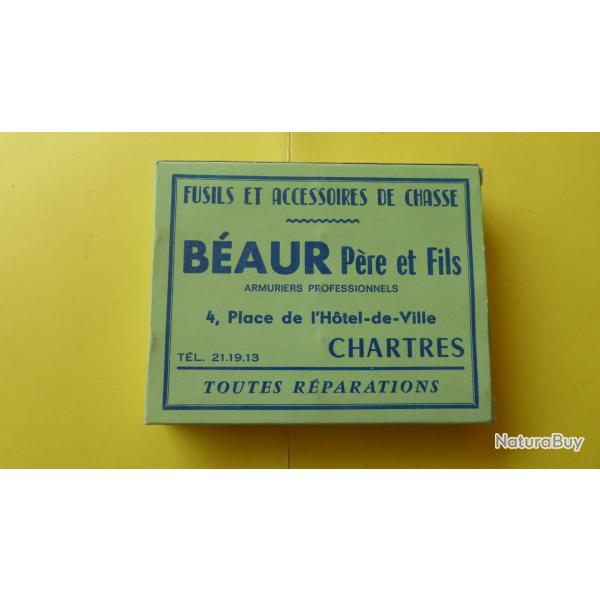 FUSILS ET ACCESSOIRES DE CHASSE
BÉAUR Père et Fils
ARMURIERS PROFESSIONNELS
4, Place de l'Hôtel-de-Ville
TÉL. 21.19.13 CHARTRES
TOUTES RÉPARATIONS
NaturaBuy